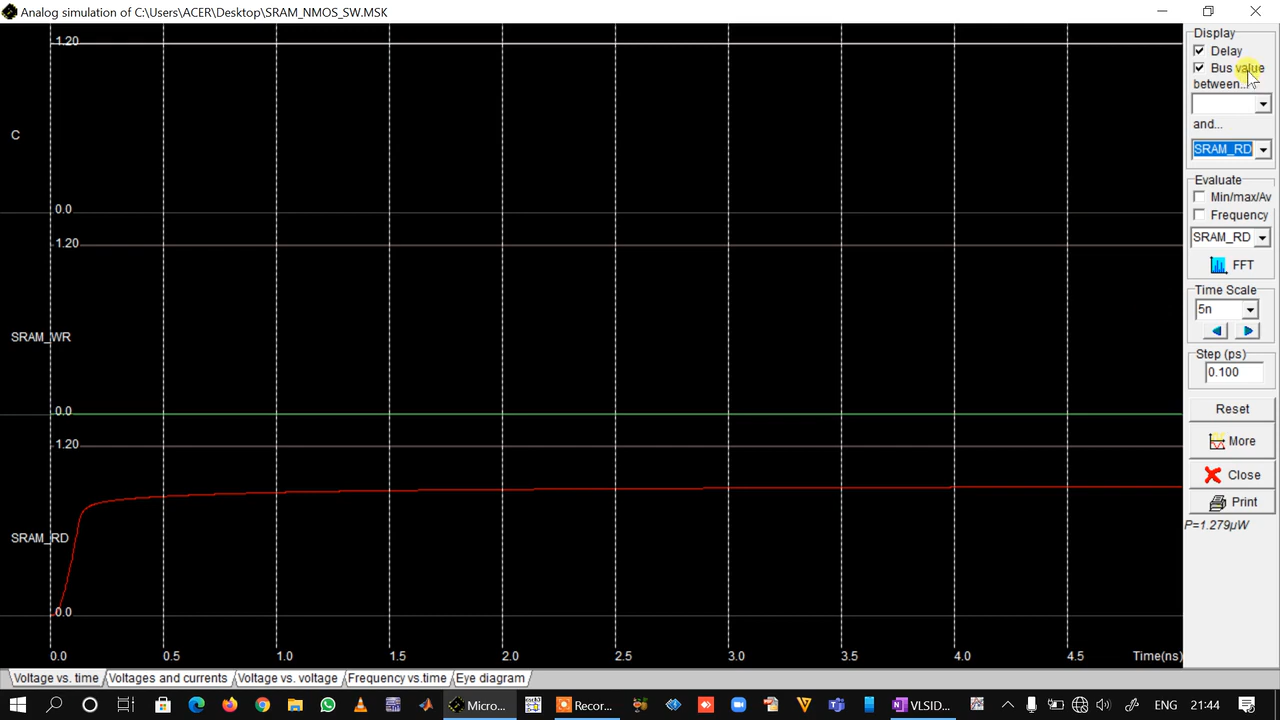 Analog simulation of C:\Users\ACER\Desktop\SRAM_NMOS_SW.MSK
1.20
C
0.0
1.20
SRAM_WR
0.0
1.20
SRAM_RD
0.0
0.0 0.5 1.0 1.5 2.0 2.5 3.0 3.5 4.0 4.5 Time(ns)
Display
Delay
Bus value
between...
and...
SRAM_RD
Evaluate
Min/max/Av
Frequency
SRAM_RD
FFT
Time Scale
5n
Step (ps)
0.100
Reset
More
Close
Print
P=1.279µW
Voltage vs. time Voltages and currents Voltage vs. voltage Frequency vs.time Eye diagram
Micro... Recor... VLSID... ENG 21:44